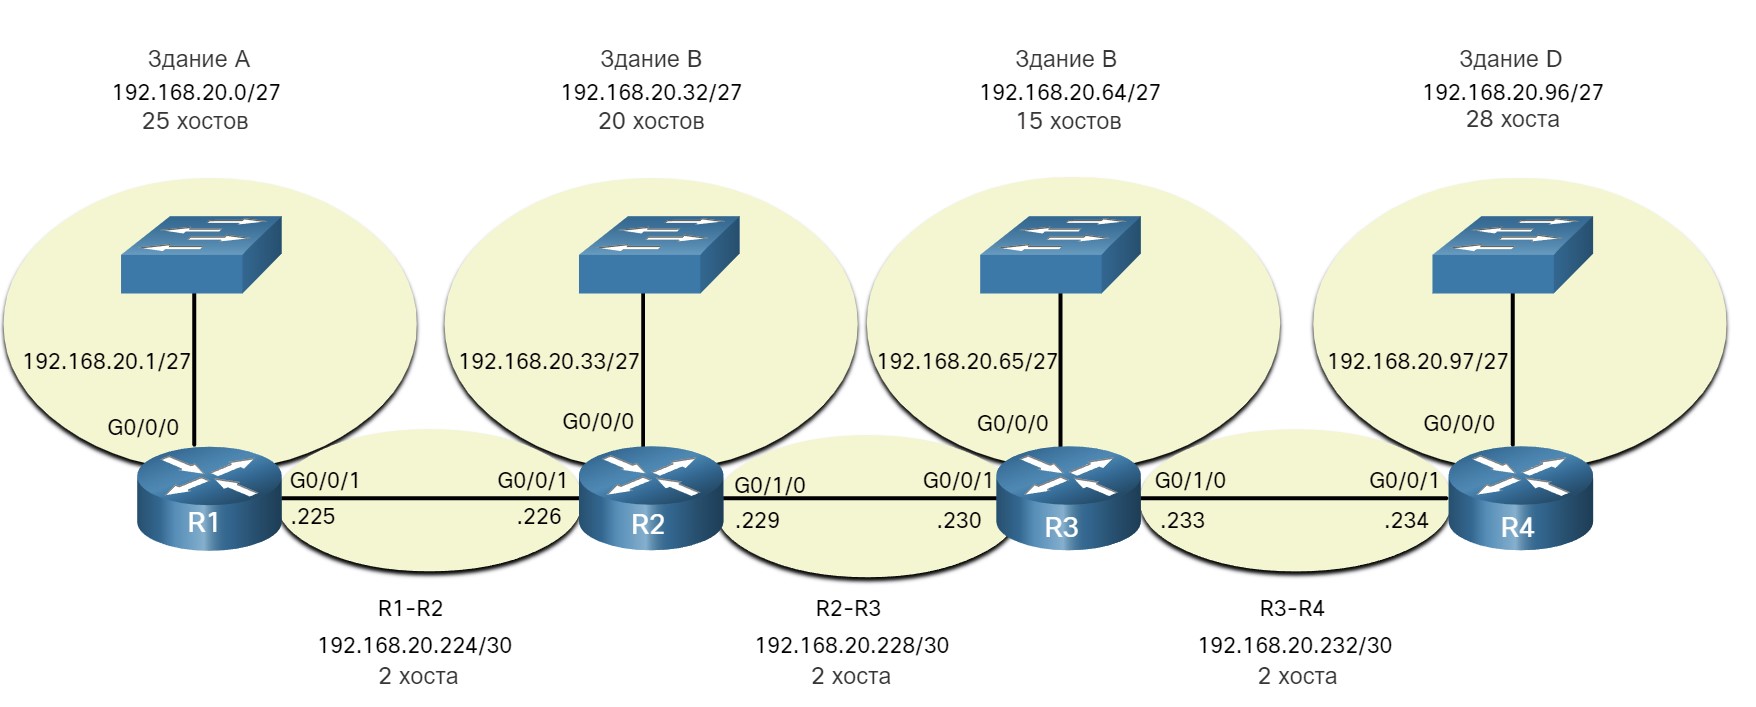 Здание A
192.168.20.0/27
25 хостов
Здание B
192.168.20.32/27
20 хостов
Здание В
192.168.20.64/27
15 хостов
Здание D
192.168.20.96/27
28 хоста
192.168.20.1/27
G0/0/0
192.168.20.33/27
G0/0/0
192.168.20.65/27
G0/0/0
192.168.20.97/27
G0/0/0
R1
G0/0/1
.225
G0/0/1
.226
R2
G0/1/0
.229
G0/0/1
.230
R3
G0/1/0
.233
G0/0/1
.234
R4
R1-R2
192.168.20.224/30
2 хоста
R2-R3
192.168.20.228/30
2 хоста
R3-R4
192.168.20.232/30
2 хоста